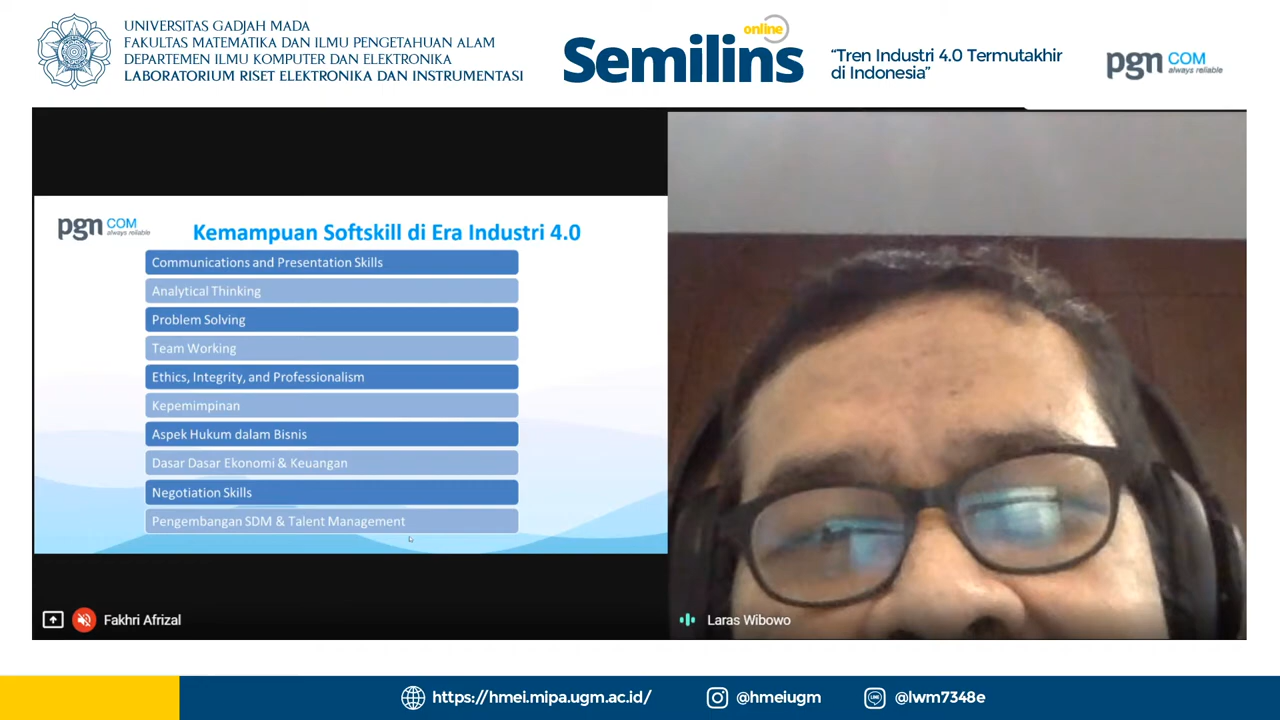 UNIVERSITAS GADJAH MADA
FAKULTAS MATEMATIKA DAN ILMU PENGETAHUAN ALAM
DEPARTEMEN ILMU KOMPUTER DAN ELEKTRONIKA
LABORATORIUM RISET ELEKTRONIKA DAN INSTRUMENTASI
online
Semilins
“Tren Industri 4.0 Termutakhir
di Indonesia”
pgn COM
always reliable
pgn COM
always reliable
Kemampuan Softskill di Era Industri 4.0
Communications and Presentation Skills
Analytical Thinking
Problem Solving
Team Working
Ethics, Integrity, and Professionalism
Kepemimpinan
Aspek Hukum dalam Bisnis
Dasar Dasar Ekonomi & Keuangan
Negotiation Skills
Pengembangan SDM & Talent Management
Fakhri Afrizal
Laras Wibowo
https://hmei.mipa.ugm.ac.id/
@hmeiugm
@lwm7348e